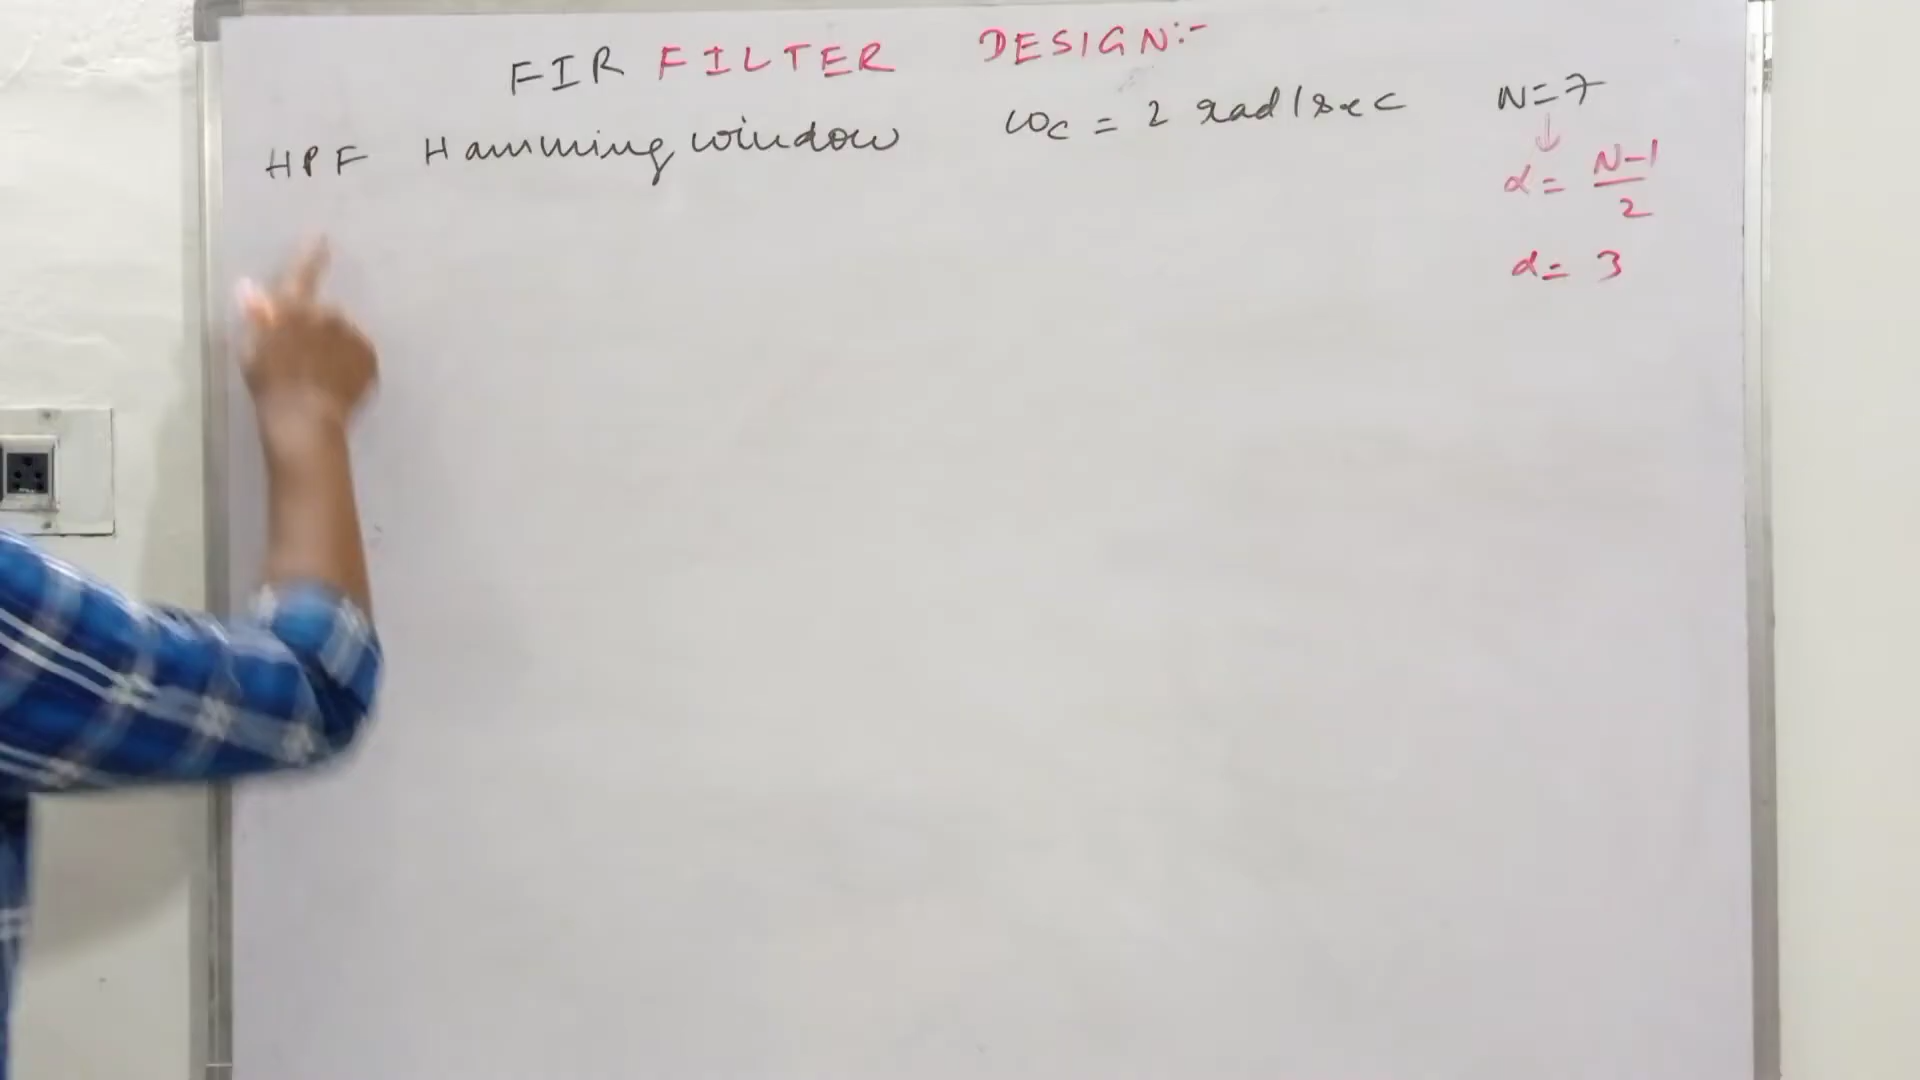 FIR FILTER DESIGN:-
HPF Hamming window ωc = 2 rad/sec N=7
↓
α = N-1/2
α = 3